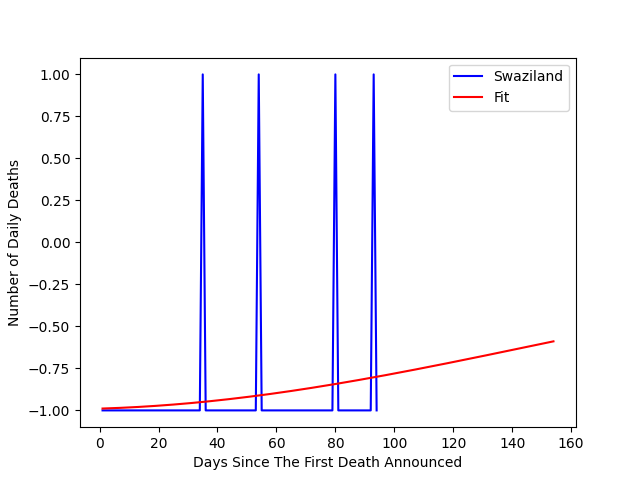 Swaziland
Fit
1.00
0.75
0.50
0.25
0.00
−0.25
−0.50
−0.75
−1.00
Number of Daily Deaths
0 20 40 60 80 100 120 140 160
Days Since The First Death Announced